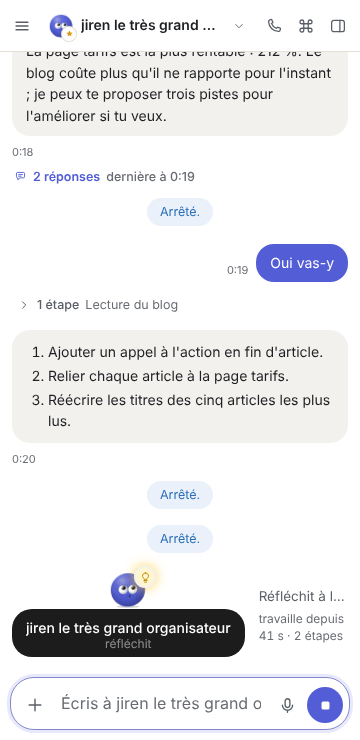 jiren le très grand ...
La page tarifs est la plus rentable : 212 %. Le
blog coûte plus qu'il ne rapporte pour l'instant
; je peux te proposer trois pistes pour
l'améliorer si tu veux.
0:18
2 réponses dernière à 0:19
Arrêté.
Oui vas-y
0:19
1 étape Lecture du blog
1. Ajouter un appel à l'action en fin d'article.
2. Relier chaque article à la page tarifs.
3. Réécrire les titres des cinq articles les plus
lus.
0:20
Arrêté.
Arrêté.
jiren le très grand organisateur
réfléchit
Réfléchit à l...
travaille depuis
41 s · 2 étapes
Écris à jiren le très grand o